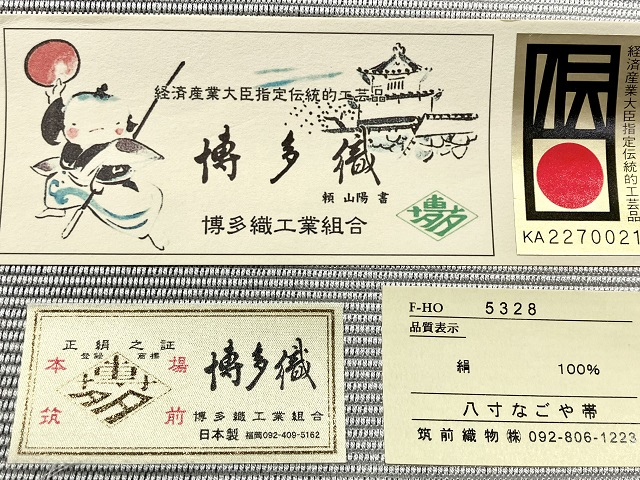 経済産業大臣指定伝統的工芸品
博多織
頼山陽書
博多織工業組合
伝
経済産業大臣指定伝統的工芸品
KA2270021
正絹之証
登録 商標
本場
筑前
博多織
博多織工業組合
日本製 福岡092-409-5162
F-HO 5328
品質表示
絹 100%
八寸なごや帯
筑前織物㈱ 092-806-1223